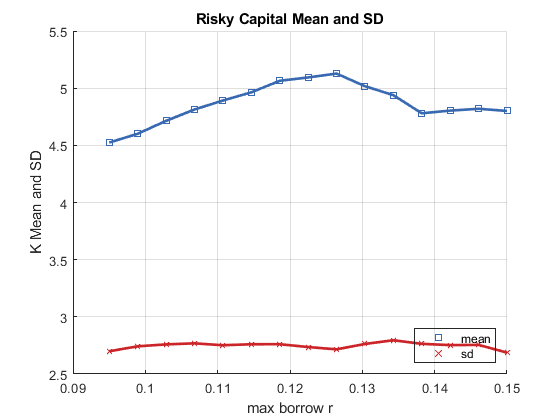 Risky Capital Mean and SD
5.5
5
4.5
4
3.5
3
2.5
K Mean and SD
0.09
0.1
0.11
0.12
0.13
0.14
0.15
max borrow r
mean
sd